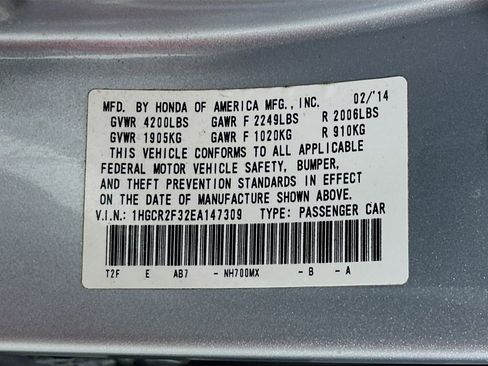 MFD. BY HONDA OF AMERICA MFG., INC. 02/'14
GVWR 4200LBS GAWR F 2249LBS R 2006LBS
GVWR 1905KG GAWR F 1020KG R 910KG
THIS VEHICLE CONFORMS TO ALL APPLICABLE
FEDERAL MOTOR VEHICLE SAFETY, BUMPER,
AND THEFT PREVENTION STANDARDS IN EFFECT
ON THE DATE OF MANUFACTURE SHOWN ABOVE.
V.I.N.: 1HGCR2F32EA147309 TYPE: PASSENGER CAR
T2F E AB7 - NH700MX - B - A